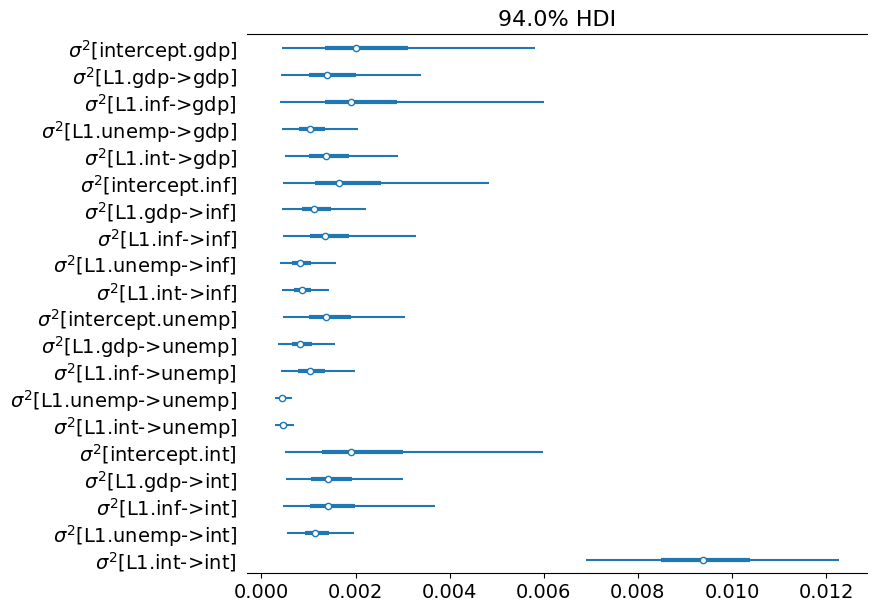 94.0% HDI
σ²[intercept.gdp]
σ²[L1.gdp->gdp]
σ²[L1.inf->gdp]
σ²[L1.unemp->gdp]
σ²[L1.int->gdp]
σ²[intercept.inf]
σ²[L1.gdp->inf]
σ²[L1.inf->inf]
σ²[L1.unemp->inf]
σ²[L1.int->inf]
σ²[intercept.unemp]
σ²[L1.gdp->unemp]
σ²[L1.inf->unemp]
σ²[L1.unemp->unemp]
σ²[L1.int->unemp]
σ²[intercept.int]
σ²[L1.gdp->int]
σ²[L1.inf->int]
σ²[L1.unemp->int]
σ²[L1.int->int]
0.000 0.002 0.004 0.006 0.008 0.010 0.012